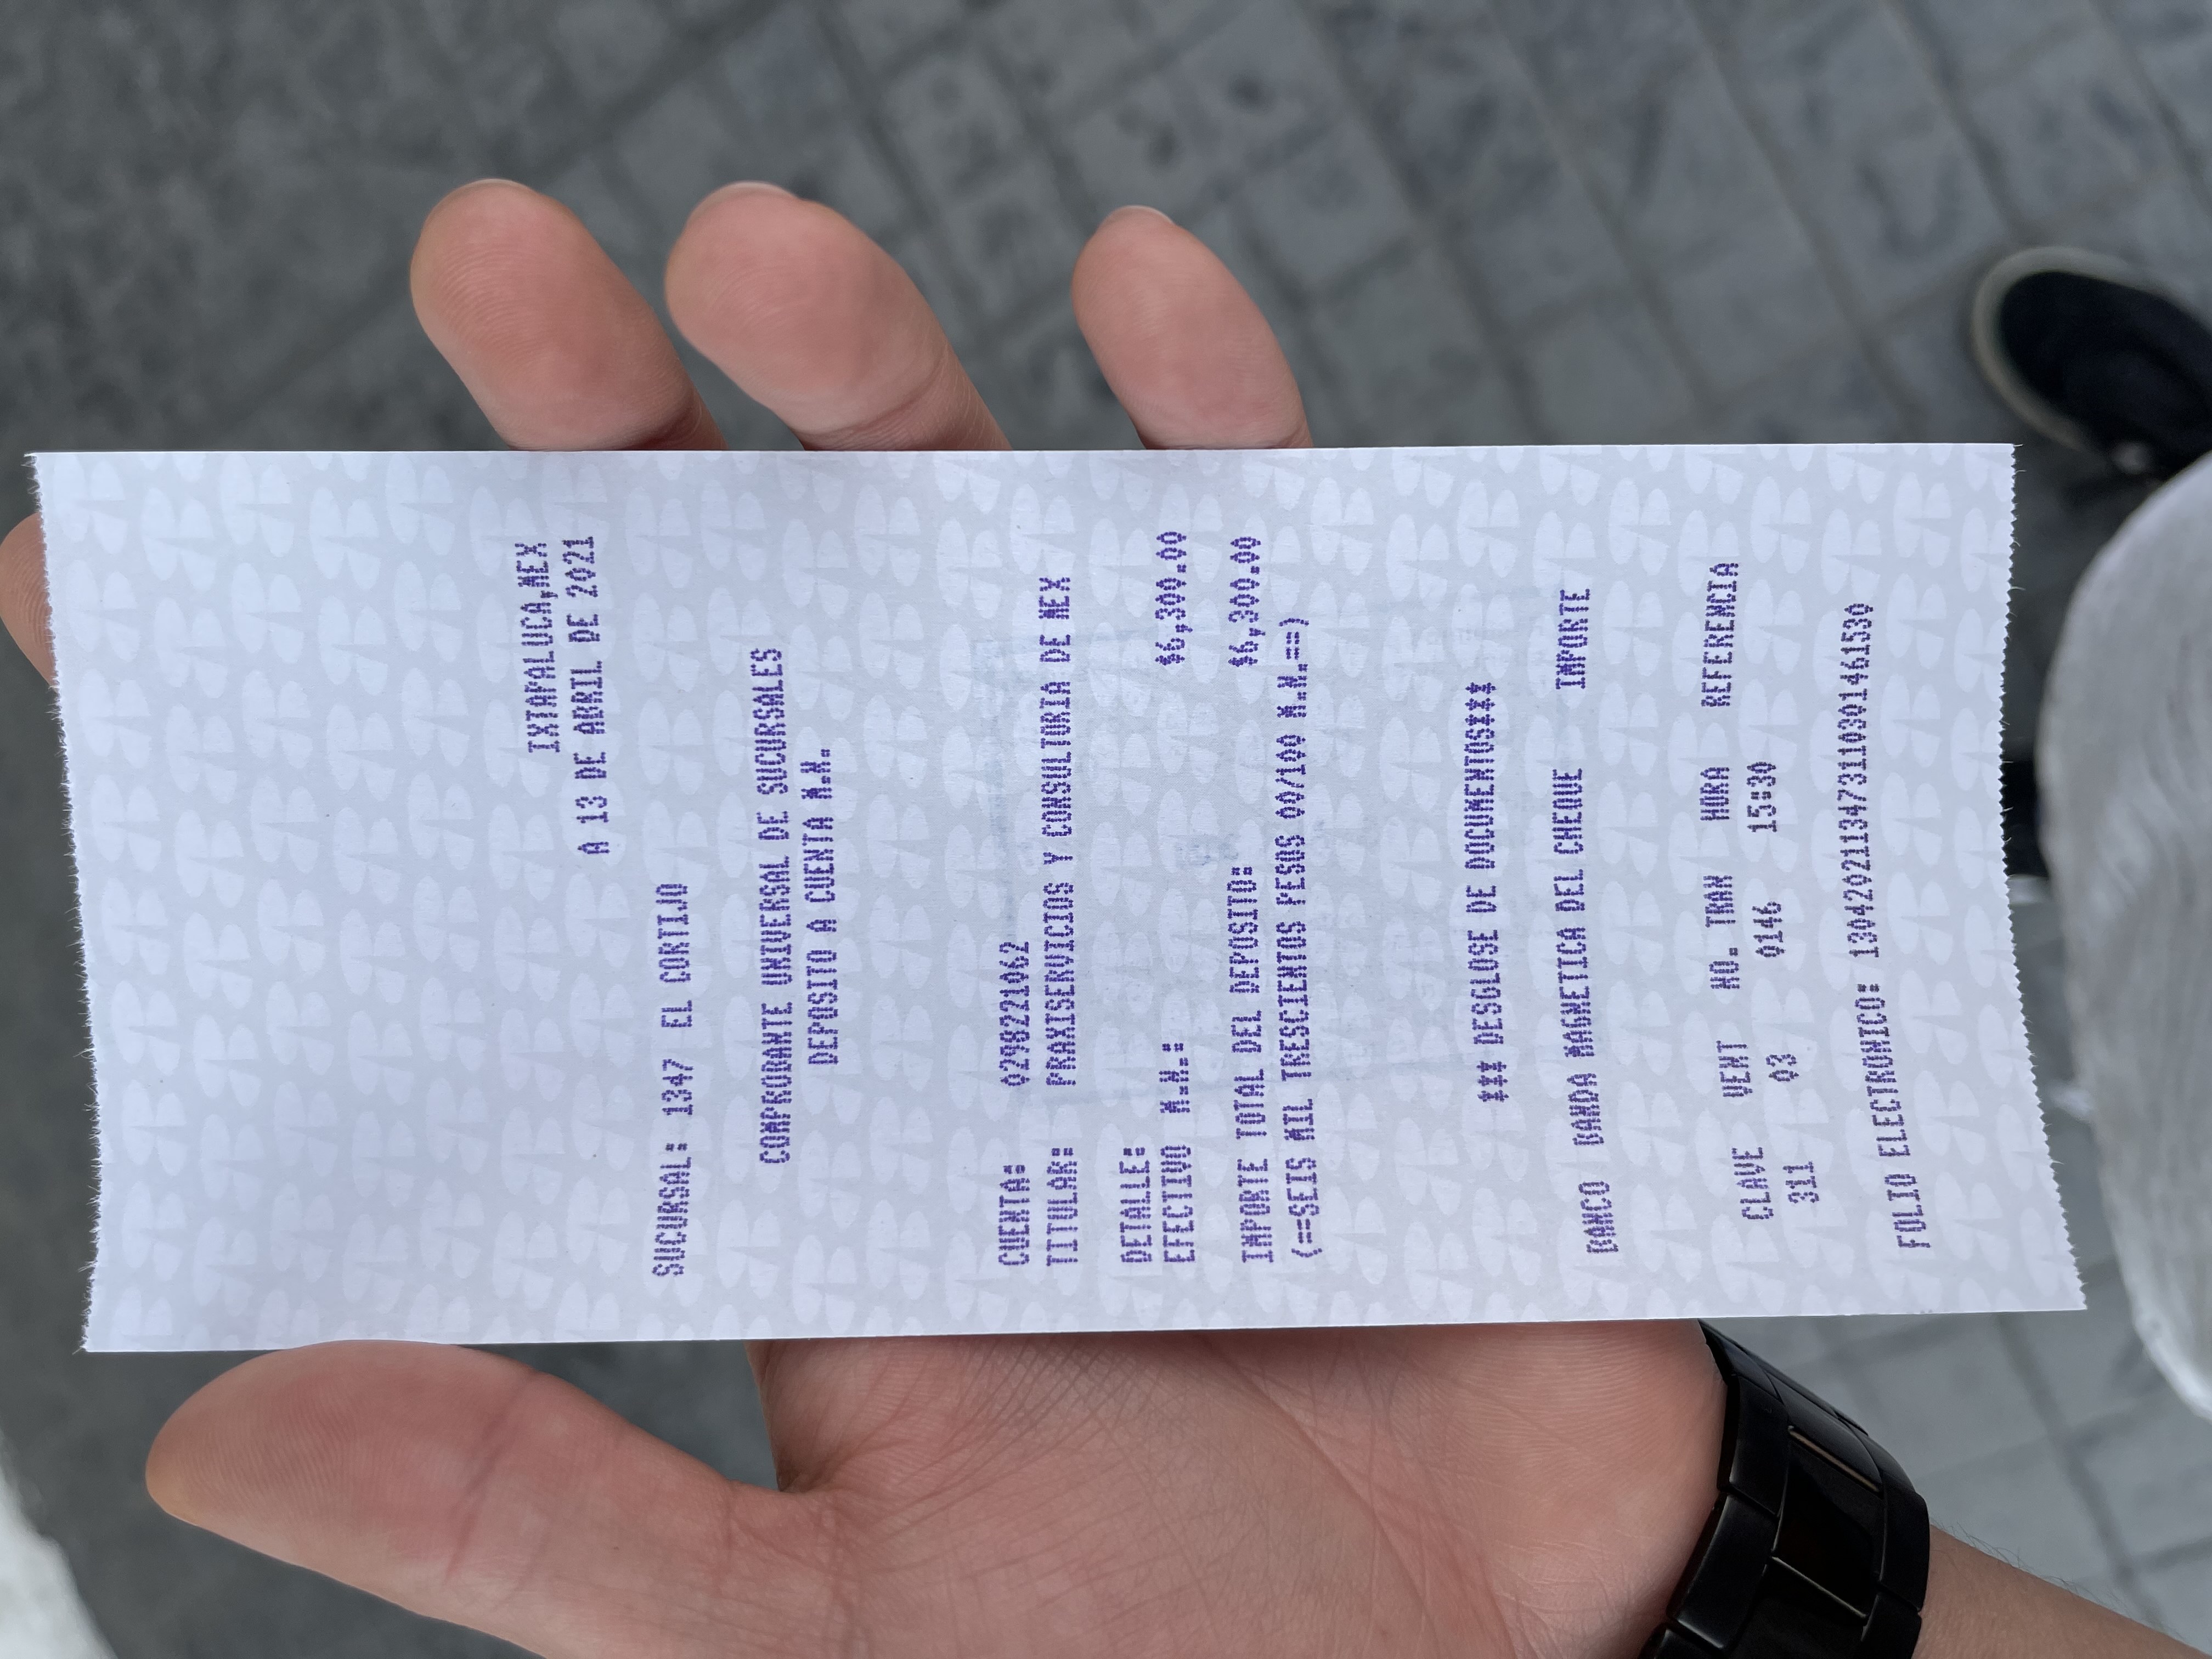 IXTAPALUCA,MEX
A 13 DE ABRIL DE 2021
SUCURSAL: 1347 EL CORTIJO
COMPROBANTE UNIVERSAL DE SUCURSALES
DEPOSITO A CUENTA M.N.
CUENTA: 0298221062
TITULAR: PRAXISERVICIOS Y CONSULTORIA DE MEX
DETALLE:
EFECTIVO M.N.: $6,300.00
IMPORTE TOTAL DEL DEPOSITO: $6,300.00
(==SEIS MIL TRESCIENTOS PESOS 00/100 M.N.==)
*** DESGLOSE DE DOCUMENTOS***
BANCO BANDA MAGNETICA DEL CHEQUE IMPORTE
CLAVE VENT NO. TRAN HORA REFERENCIA
311 03 0146 15:30
FOLIO ELECTRONICO: 1304202113473110301461530